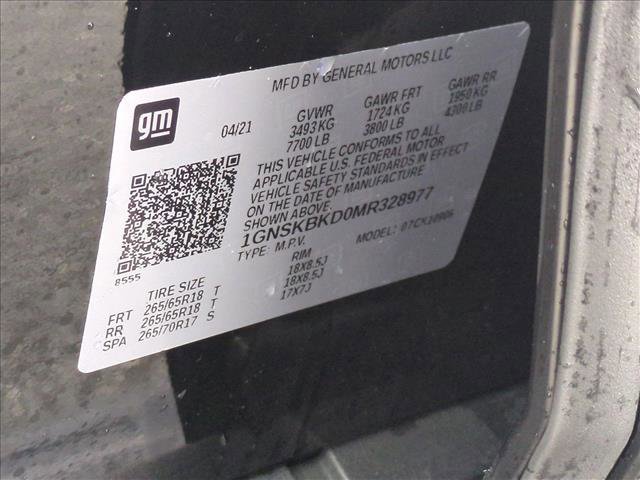 MFD BY GENERAL MOTORS LLC
gm
04/21
GVWR GAWR FRT GAWR RR
3493 KG 1724 KG 1950 KG
7700 LB 3800 LB 4300 LB
THIS VEHICLE CONFORMS TO ALL
APPLICABLE U.S. FEDERAL MOTOR
VEHICLE SAFETY STANDARDS IN EFFECT
ON THE DATE OF MANUFACTURE
SHOWN ABOVE.
1GNSKBKD0MR328977
TYPE: M.P.V. MODEL:
8555
TIRE SIZE RIM
FRT 265/65R18 T 18X8.5J
RR 265/65R18 T 18X8.5J
SPA 265/70R17 S 17X7J